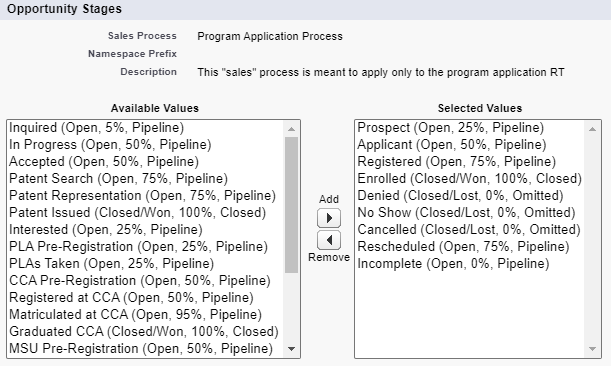 Opportunity Stages
Sales Process Program Application Process
Namespace Prefix
Description This "sales" process is meant to apply only to the program application RT
Available Values
Inquired (Open, 5%, Pipeline)
In Progress (Open, 50%, Pipeline)
Accepted (Open, 50%, Pipeline)
Patent Search (Open, 75%, Pipeline)
Patent Representation (Open, 75%, Pipeline)
Patent Issued (Closed/Won, 100%, Closed)
Interested (Open, 25%, Pipeline)
PLA Pre-Registration (Open, 25%, Pipeline)
PLAs Taken (Open, 25%, Pipeline)
CCA Pre-Registration (Open, 50%, Pipeline)
Registered at CCA (Open, 50%, Pipeline)
Matriculated at CCA (Open, 95%, Pipeline)
Graduated CCA (Closed/Won, 100%, Closed)
MSU Pre-Registration (Open, 50%, Pipeline)
Add
Remove
Selected Values
Prospect (Open, 25%, Pipeline)
Applicant (Open, 50%, Pipeline)
Registered (Open, 75%, Pipeline)
Enrolled (Closed/Won, 100%, Closed)
Denied (Closed/Lost, 0%, Omitted)
No Show (Closed/Lost, 0%, Omitted)
Cancelled (Closed/Lost, 0%, Omitted)
Rescheduled (Open, 75%, Pipeline)
Incomplete (Open, 0%, Pipeline)